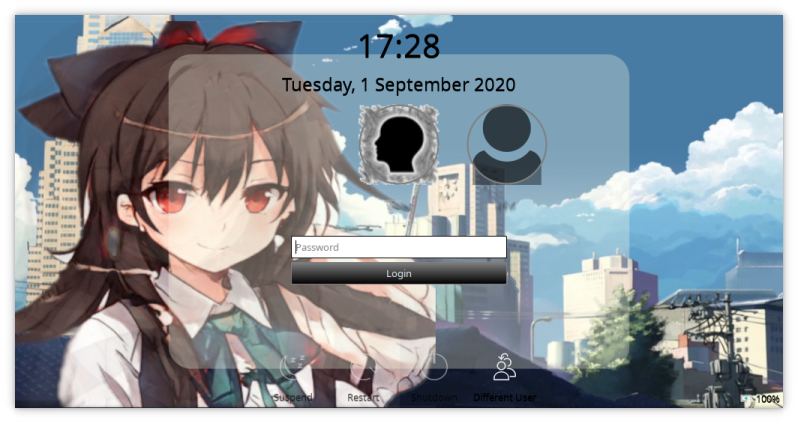 17:28
Tuesday, 1 September 2020
Password
Login
Suspend Restart Shutdown Different User
100%